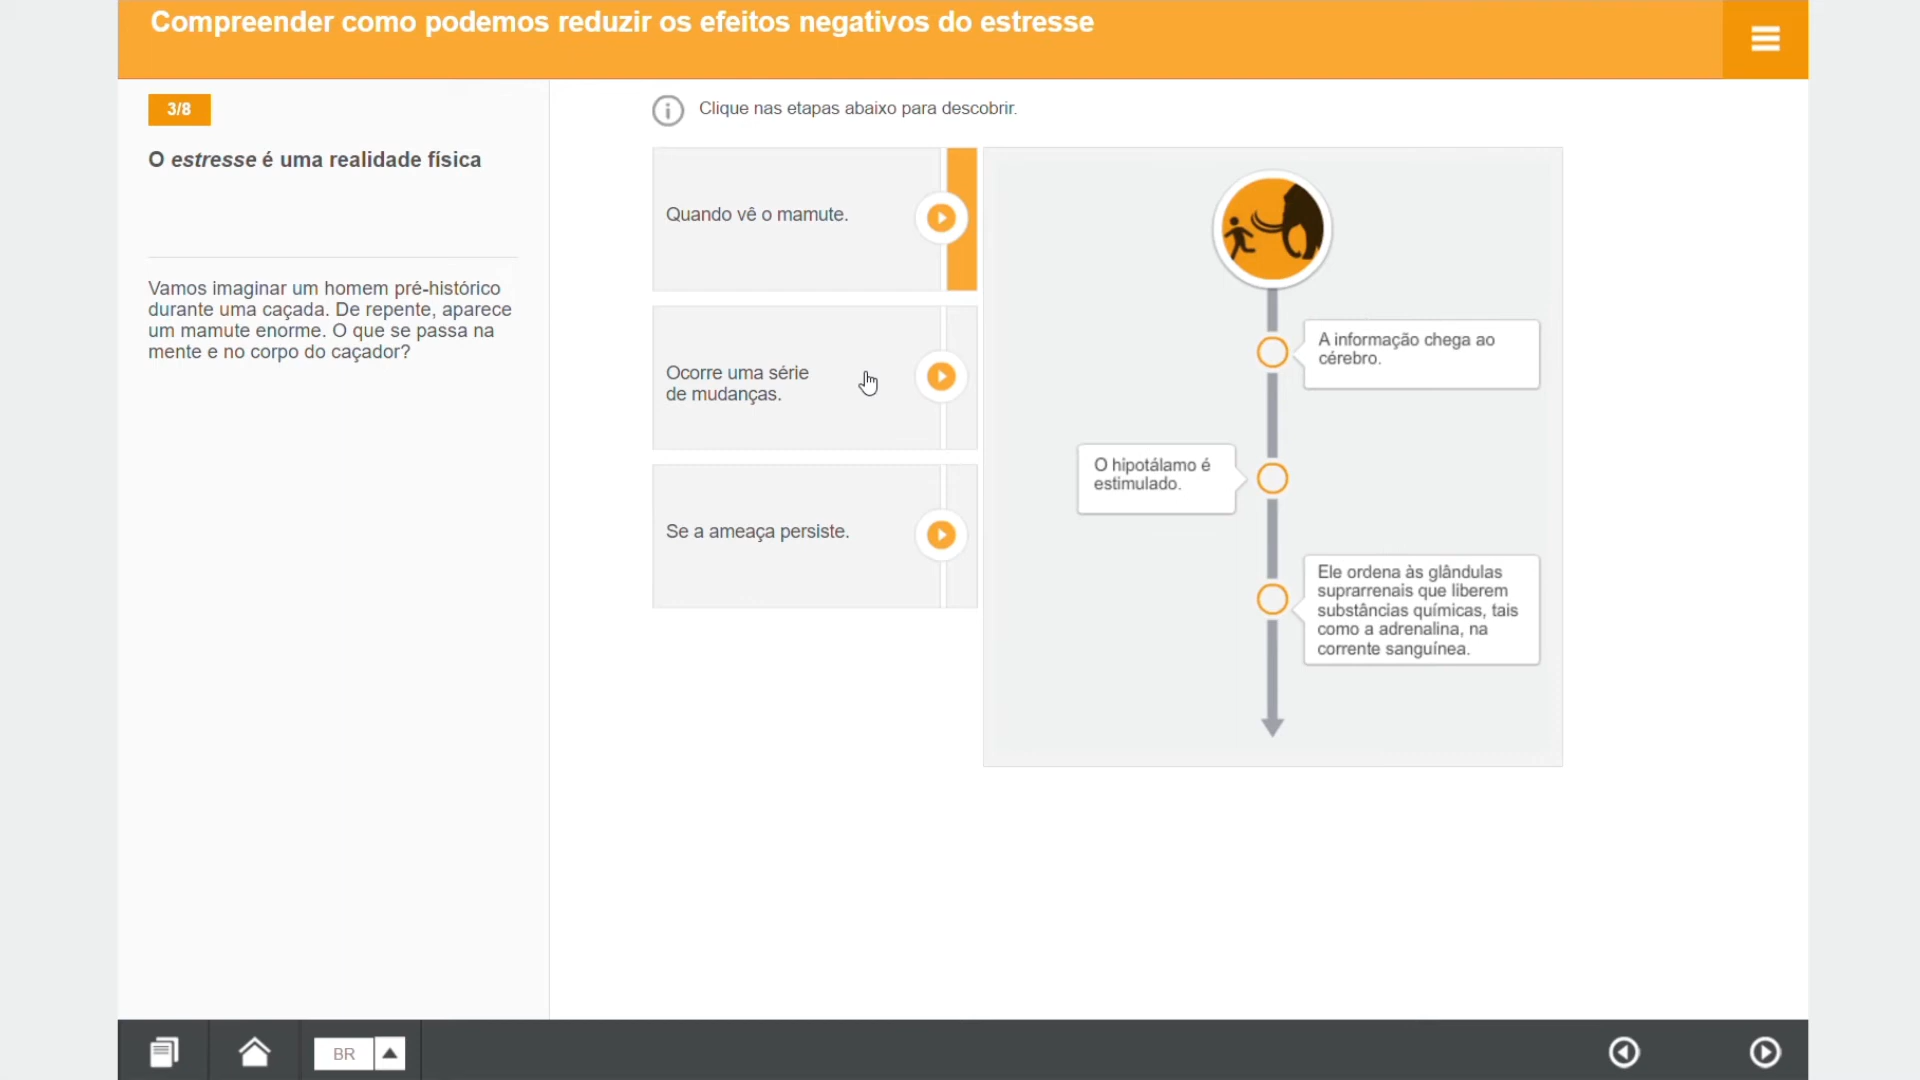 Compreender como podemos reduzir os efeitos negativos do estresse
3/8
O estresse é uma realidade física
Vamos imaginar um homem pré-histórico
durante uma caçada. De repente, aparece
um mamute enorme. O que se passa na
mente e no corpo do caçador?
Clique nas etapas abaixo para descobrir.
Quando vê o mamute.
Ocorre uma série
de mudanças.
Se a ameaça persiste.
A informação chega ao
cérebro.
O hipotálamo é
estimulado.
Ele ordena às glândulas
suprarrenais que liberem
substâncias químicas, tais
como a adrenalina, na
corrente sanguínea.
BR